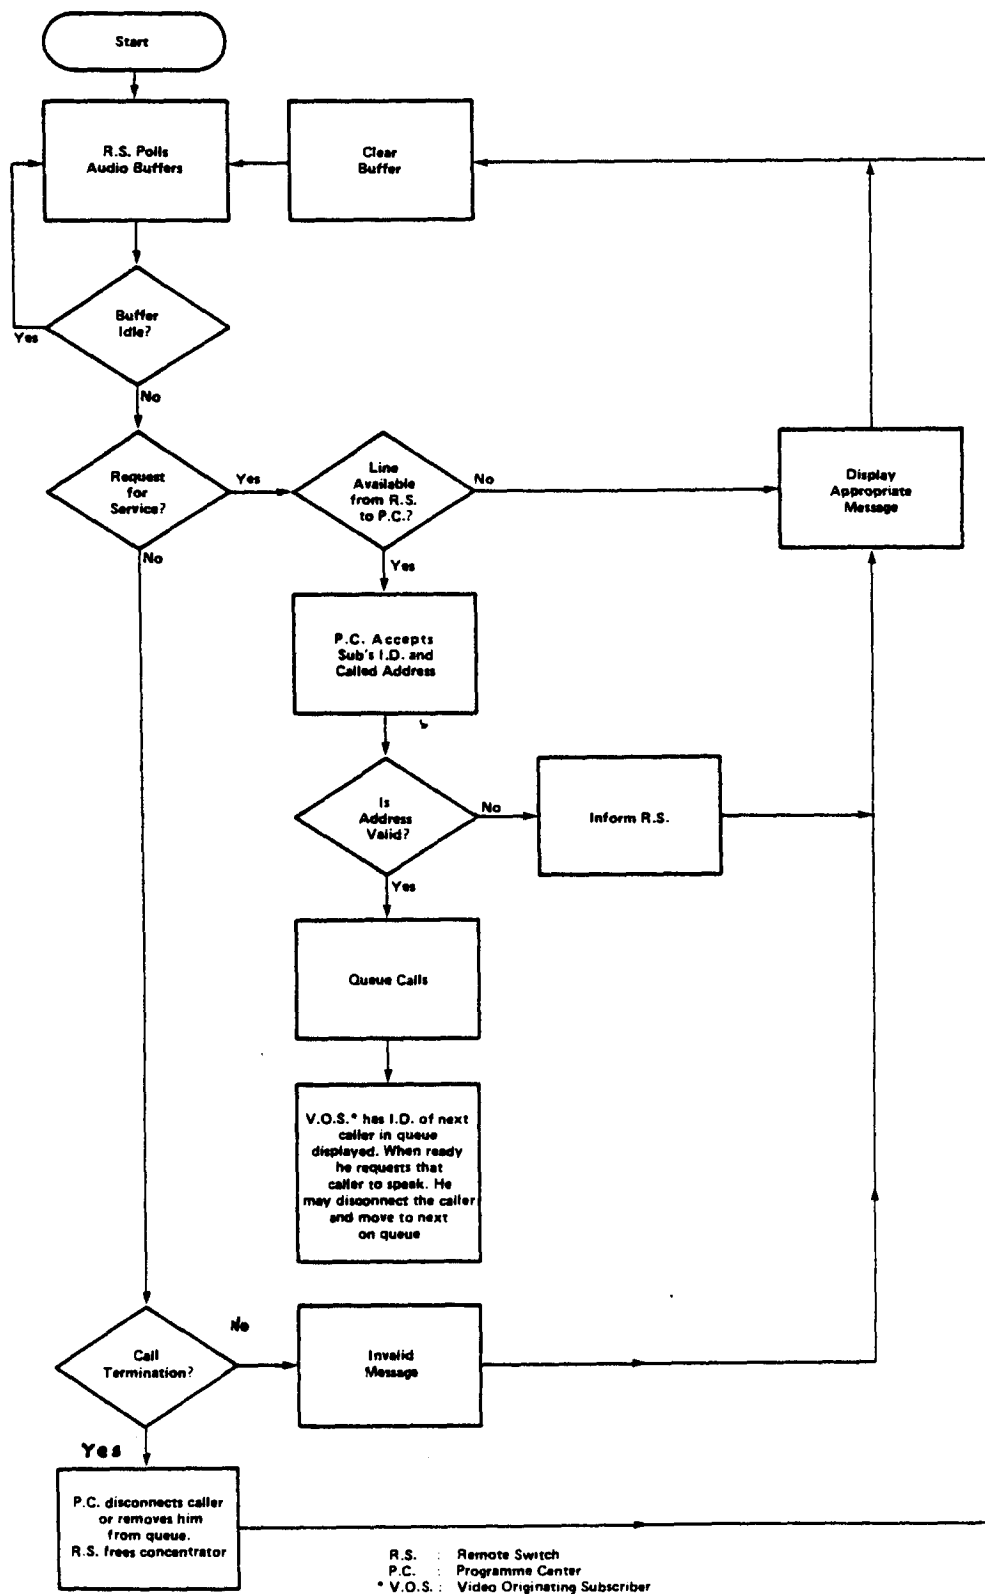 Start
R.S. Polls
Audio Buffers
Clear
Buffer
Buffer
Idle?
Yes
No
Request
for
Service?
Yes
Line
Available
from R.S.
to P.C.?
No
Display
Appropriate
Message
No
Yes
P.C. Accepts
Sub's I.D. and
Called Address
Is
Address
Valid?
No
Inform R.S.
Yes
Queue Calls
V.O.S.* has I.D. of next
caller in queue
displayed. When ready
he requests that
caller to speak. He
may disconnect the caller
and move to next
on queue
Call
Termination?
No
Invalid
Message
Yes
P.C. disconnects caller
or removes him
from queue.
R.S. frees concentrator
R.S. : Remote Switch
P.C. : Programme Center
* V.O.S. : Video Originating Subscriber